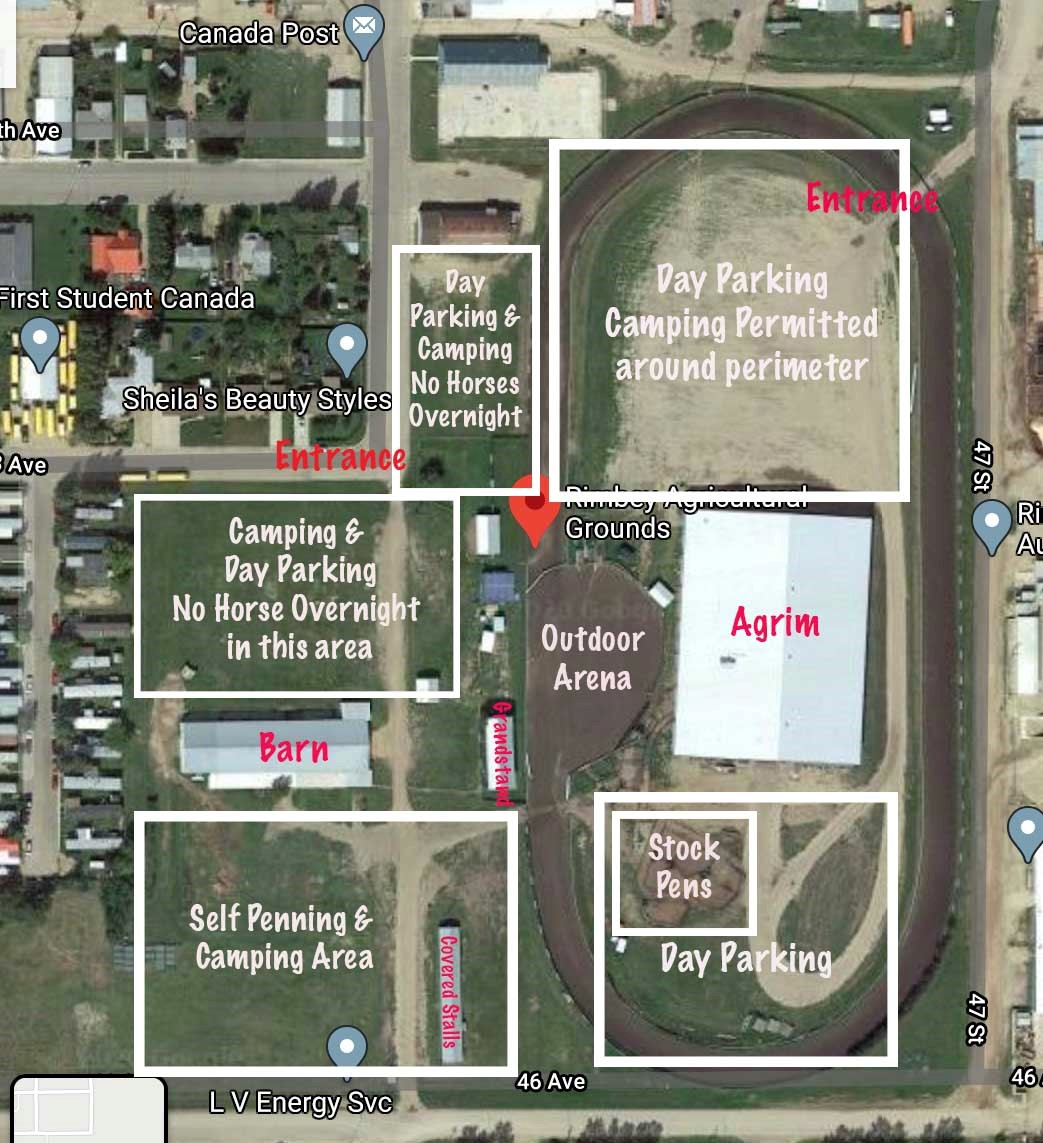 Canada Post
th Ave
Entrance
Day
Parking &
Camping
No Horses
Overnight
Day Parking
Camping Permitted
around perimeter
First Student Canada
Sheila's Beauty Styles
Entrance
Ave
47 St
Rimbey Agricultural
Grounds
Ri
Au
Camping &
Day Parking
No Horse Overnight
in this area
Outdoor
Arena
Agrim
Grandstand
Barn
Stock
Pens
Self Penning &
Camping Area
Covered Stalls
Day Parking
47 St
46 Ave
46
L V Energy Svc